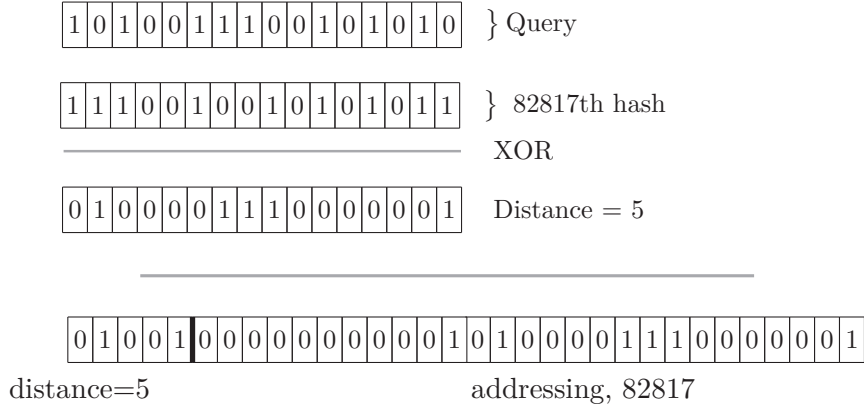 1 0 1 0 0 1 1 1 0 0 1 0 1 0 1 0 } Query
1 1 1 0 0 1 0 0 1 0 1 0 1 0 1 1 } 82817th hash
XOR
0 1 0 0 0 0 1 1 1 0 0 0 0 0 0 1 Distance = 5
0 1 0 0 1 0 0 0 0 0 0 0 0 0 0 1 0 1 0 0 0 0 1 1 1 0 0 0 0 0 0 1
distance=5 addressing, 82817